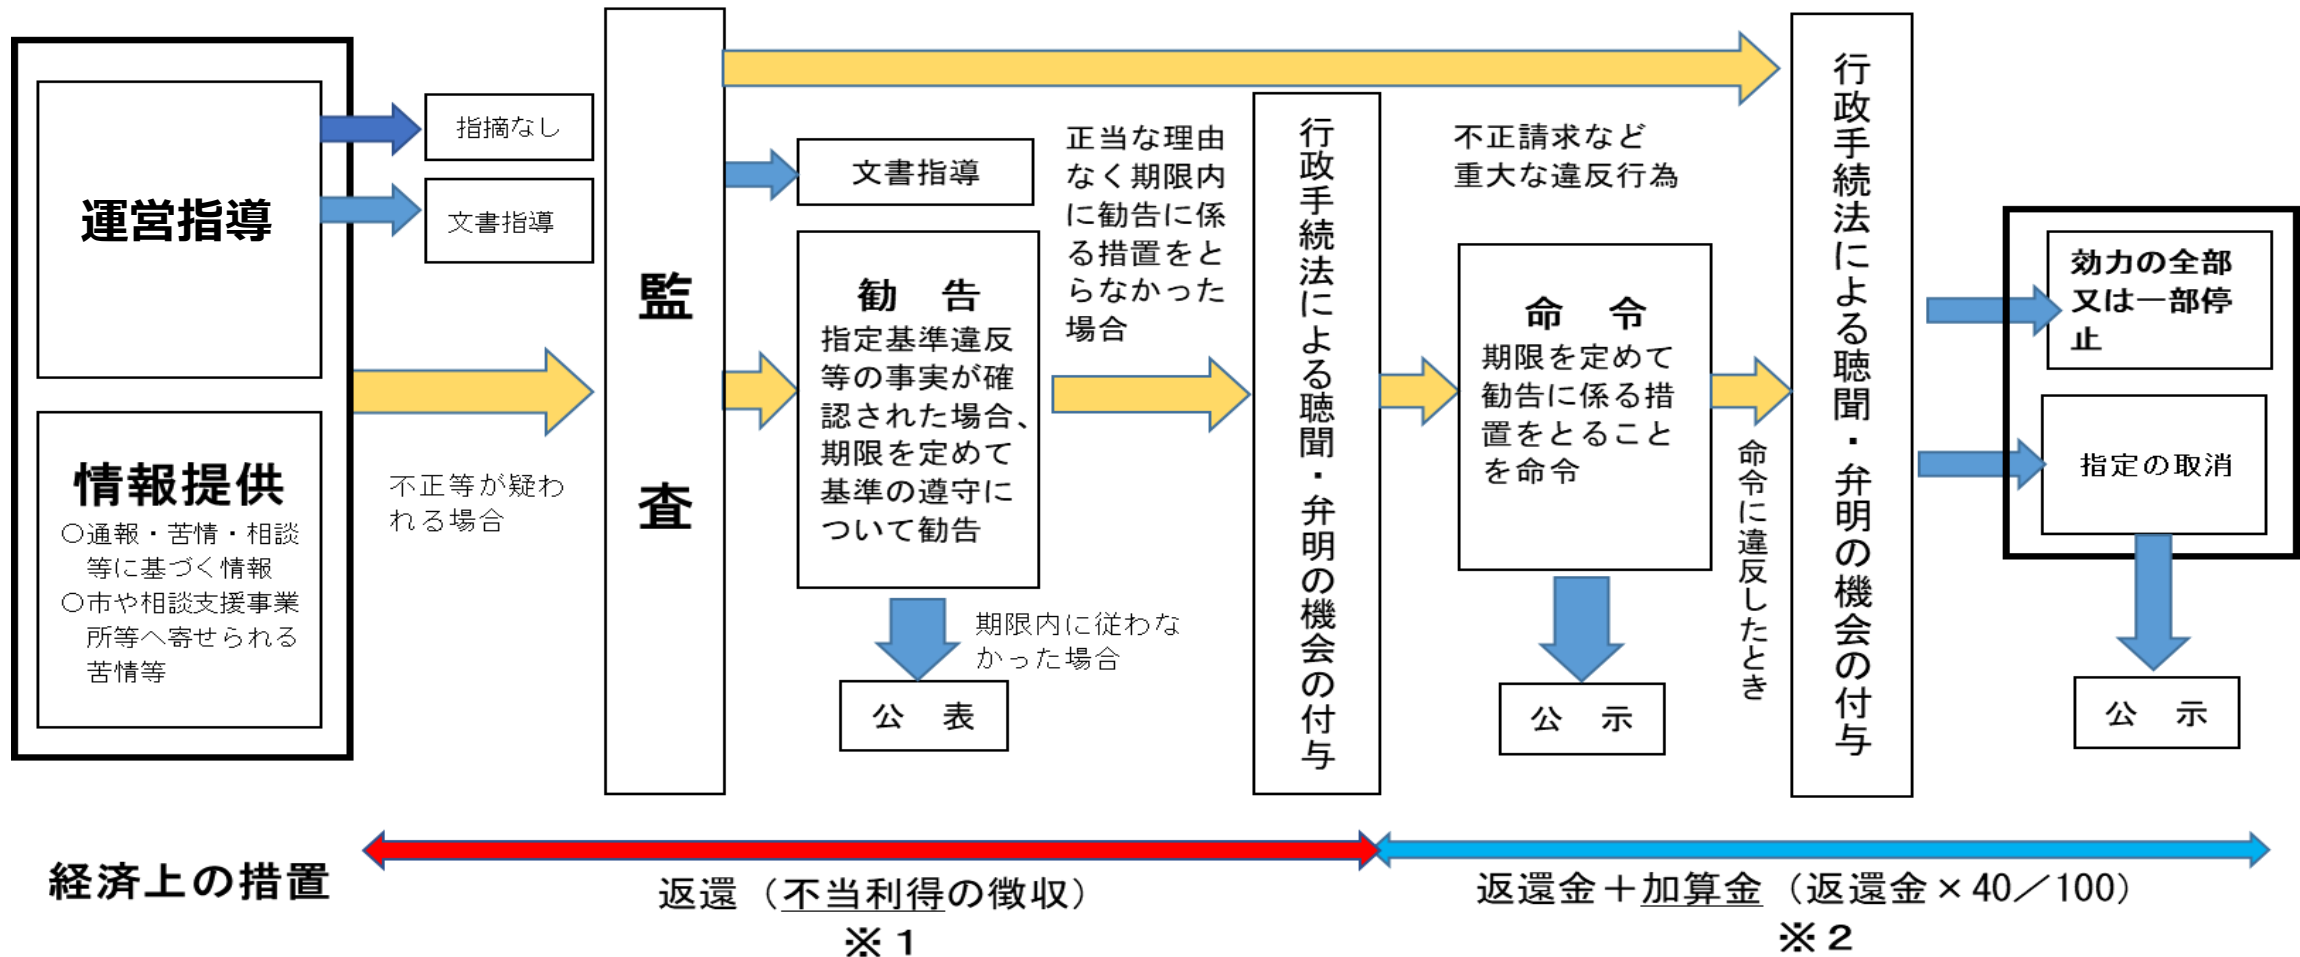 運営指導
指摘なし
文書指導
情報提供
〇通報・苦情・相談
等に基づく情報
〇市や相談支援事業
所等へ寄せられる
苦情等
不正等が疑わ
れる場合
監査
文書指導
勧　告
指定基準違反
等の事実が確
認された場合、
期限を定めて
基準の遵守に
ついて勧告
期限内に従わな
かった場合
公　表
正当な理由
なく期限内
に勧告に係
る措置をと
らなかった
場合
行政手続法による聴聞・弁明の機会の付与
不正請求など
重大な違反行為
命　令
期限を定めて
勧告に係る措
置をとること
を命令
公　示
命令に違反したとき
行政手続法による聴聞・弁明の機会の付与
効力の全部
又は一部停
止
指定の取消
公　示
経済上の措置
返還（不当利得の徴収）
※１
返還金＋加算金（返還金×40／100）
※２